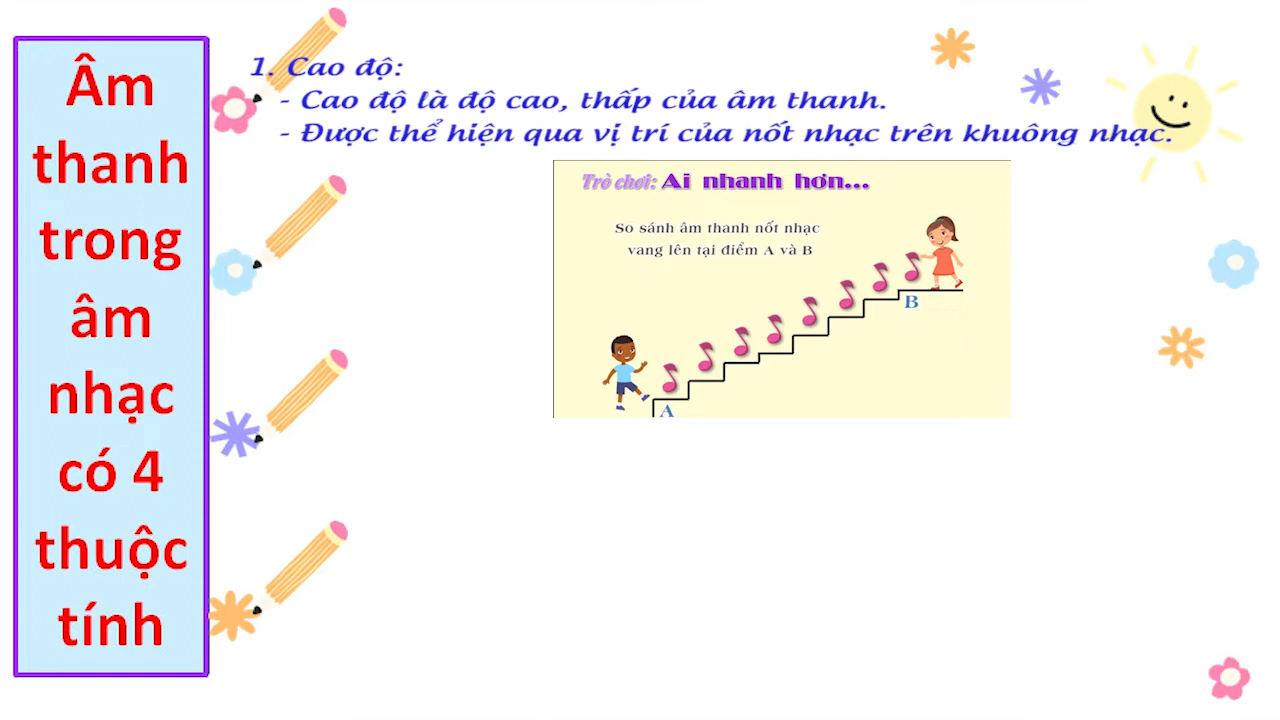 Âm
thanh
trong
âm
nhạc
có 4
thuộc
tính
1. Cao độ:
- Cao độ là độ cao, thấp của âm thanh.
- Được thể hiện qua vị trí của nốt nhạc trên khuông nhạc.
Trò chơi: Ai nhanh hơn...
So sánh âm thanh nốt nhạc
vang lên tại điểm A và B
B
A